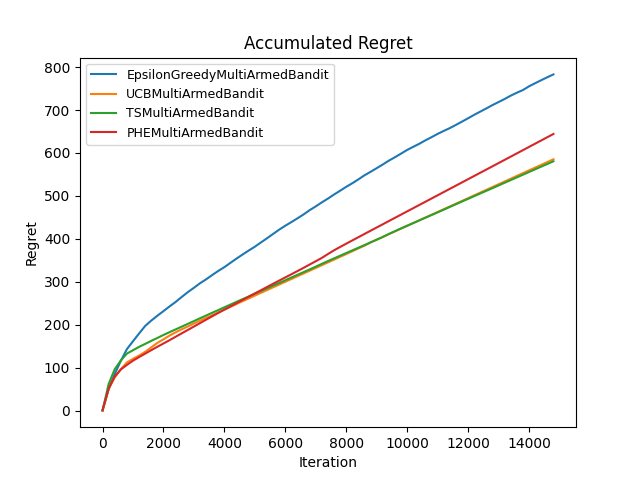 Accumulated Regret
EpsilonGreedyMultiArmedBandit
UCBMultiArmedBandit
TSMultiArmedBandit
PHEMultiArmedBandit
800
700
600
500
400
300
200
100
0
Regret
0 2000 4000 6000 8000 10000 12000 14000
Iteration